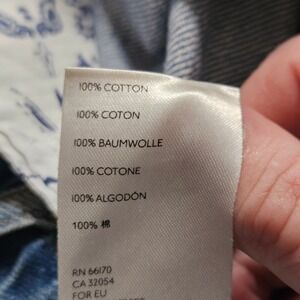 100% COTTON
100% COTON
100% BAUMWOLLE
100% COTONE
100% ALGODÓN
100% 棉
RN 66170
CA 32054
FOR EU